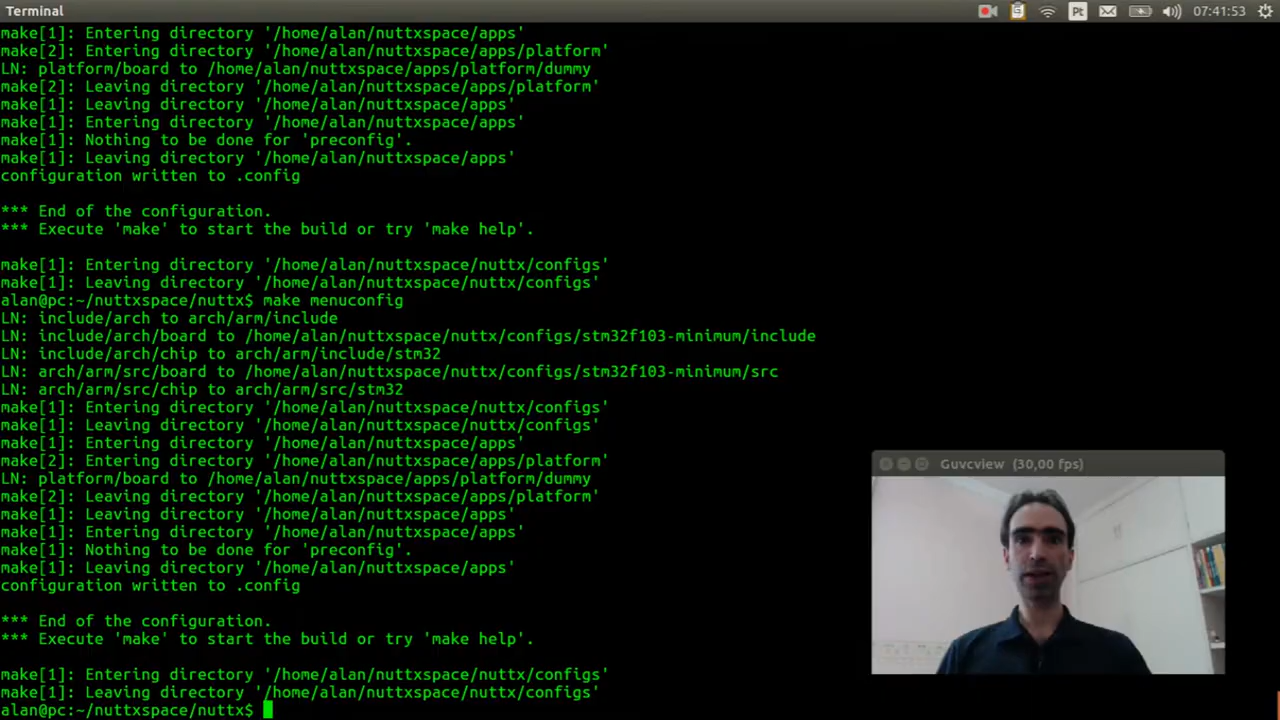 Terminal
Pt
07:41:53
make[1]: Entering directory '/home/alan/nuttxspace/apps'
make[2]: Entering directory '/home/alan/nuttxspace/apps/platform'
LN: platform/board to /home/alan/nuttxspace/apps/platform/dummy
make[2]: Leaving directory '/home/alan/nuttxspace/apps/platform'
make[1]: Leaving directory '/home/alan/nuttxspace/apps'
make[1]: Entering directory '/home/alan/nuttxspace/apps'
make[1]: Nothing to be done for 'preconfig'.
make[1]: Leaving directory '/home/alan/nuttxspace/apps'
configuration written to .config
*** End of the configuration.
*** Execute 'make' to start the build or try 'make help'.
make[1]: Entering directory '/home/alan/nuttxspace/nuttx/configs'
make[1]: Leaving directory '/home/alan/nuttxspace/nuttx/configs'
alan@pc:~/nuttxspace/nuttx$ make menuconfig
LN: include/arch to arch/arm/include
LN: include/arch/board to /home/alan/nuttxspace/nuttx/configs/stm32f103-minimum/include
LN: include/arch/chip to arch/arm/include/stm32
LN: arch/arm/src/board to /home/alan/nuttxspace/nuttx/configs/stm32f103-minimum/src
LN: arch/arm/src/chip to arch/arm/src/stm32
make[1]: Entering directory '/home/alan/nuttxspace/nuttx/configs'
make[1]: Leaving directory '/home/alan/nuttxspace/nuttx/configs'
make[1]: Entering directory '/home/alan/nuttxspace/apps'
make[2]: Entering directory '/home/alan/nuttxspace/apps/platform'
LN: platform/board to /home/alan/nuttxspace/apps/platform/dummy
make[2]: Leaving directory '/home/alan/nuttxspace/apps/platform'
make[1]: Leaving directory '/home/alan/nuttxspace/apps'
make[1]: Entering directory '/home/alan/nuttxspace/apps'
make[1]: Nothing to be done for 'preconfig'.
make[1]: Leaving directory '/home/alan/nuttxspace/apps'
configuration written to .config
*** End of the configuration.
*** Execute 'make' to start the build or try 'make help'.
make[1]: Entering directory '/home/alan/nuttxspace/nuttx/configs'
make[1]: Leaving directory '/home/alan/nuttxspace/nuttx/configs'
alan@pc:~/nuttxspace/nuttx$
Guvcview (30,00 fps)